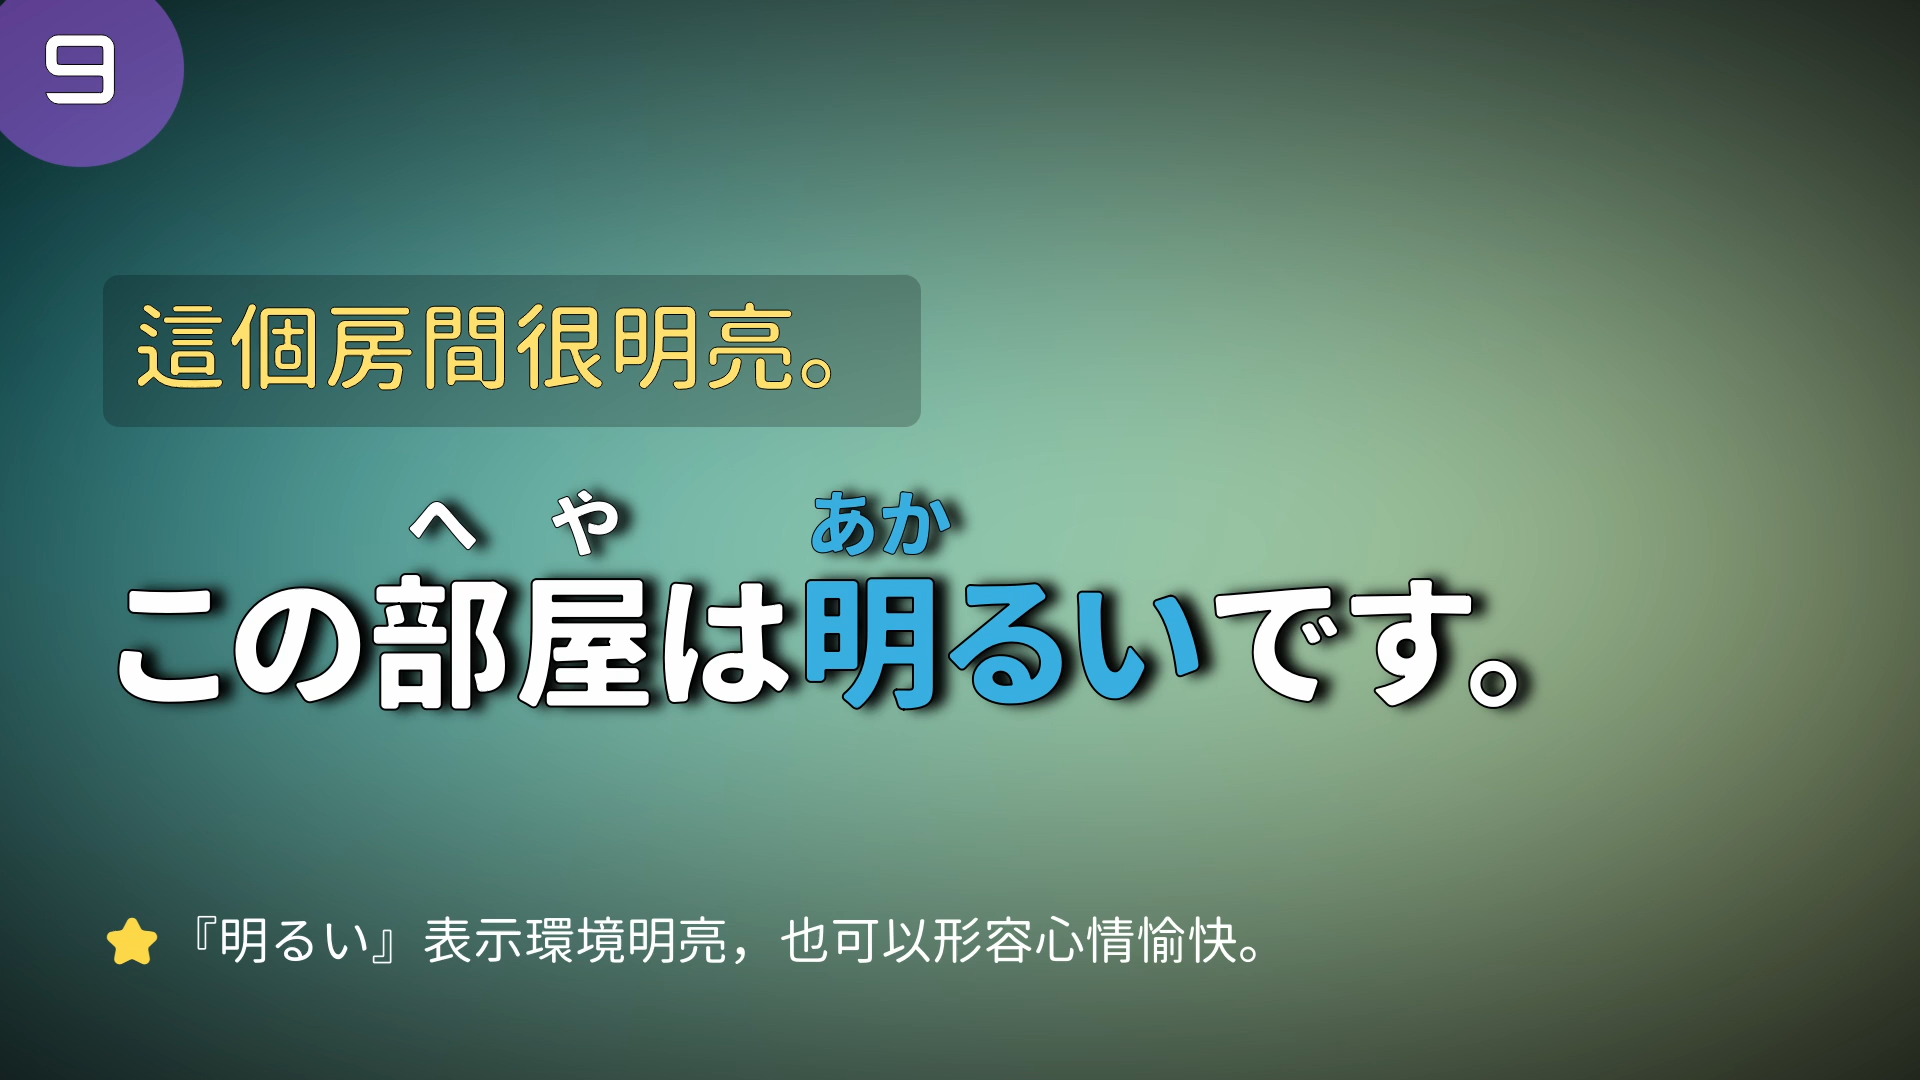 9
這個房間很明亮。
へ や あか
この部屋は明るいです。
『明るい』表示環境明亮，也可以形容心情愉快。